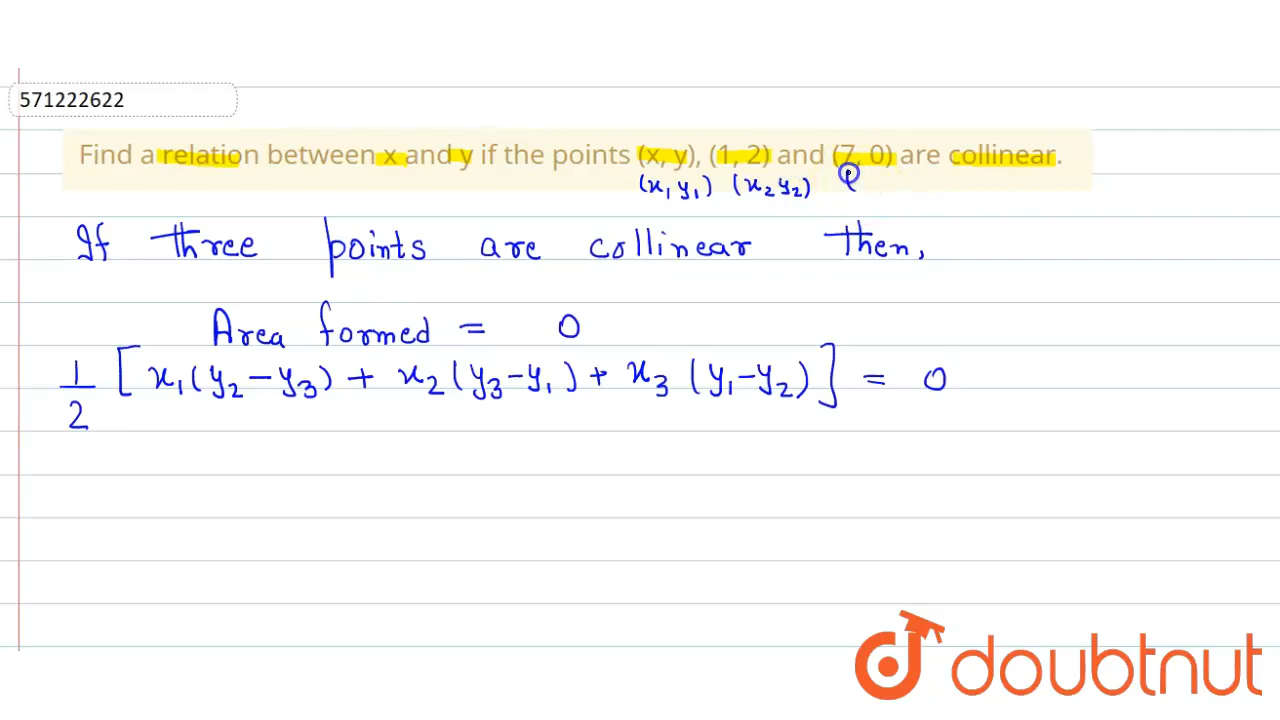 571222622
Find a relation between x and y if the points (x, y), (1, 2) and (7, 0) are collinear.
(x₁ y₁) (x₂ y₂)
If three points are collinear then,
Area formed = 0
1/2 [x₁(y₂-y₃) + x₂(y₃-y₁) + x₃(y₁-y₂)] = 0
doubtnut